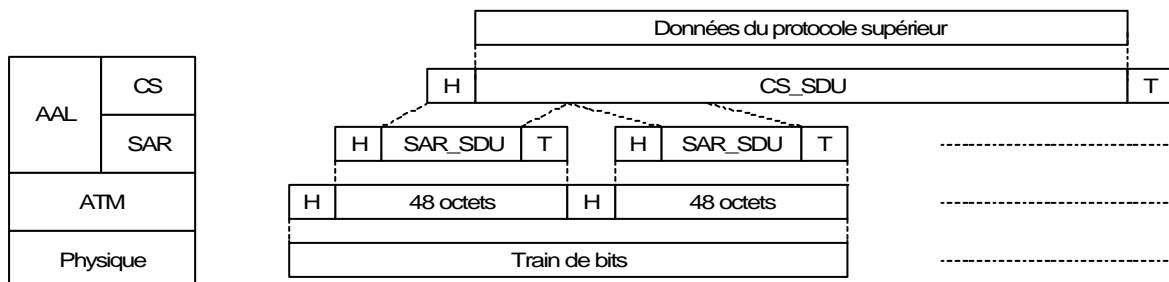 Données du protocole supérieur
CS
H CS_SDU T
AAL
SAR
H SAR_SDU T H SAR_SDU T
ATM
H 48 octets H 48 octets
Physique
Train de bits